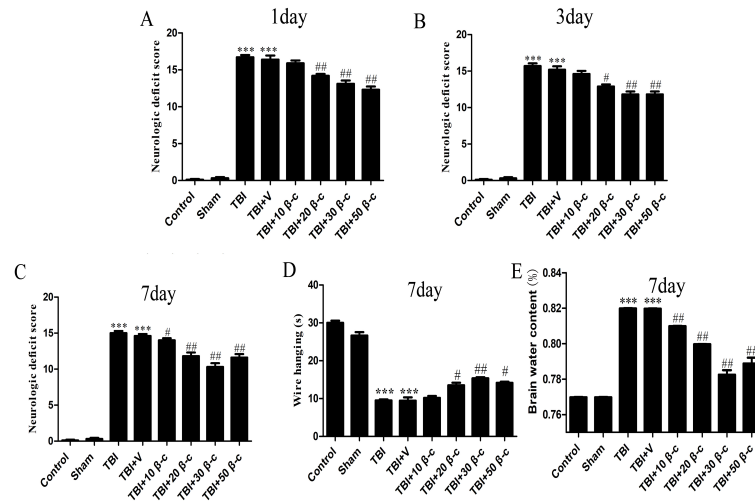 A
1day
Neurologic deficit score
20
15
10
5
0
*** *** ## ## ##
Control Sham TBI TBI+V TBI+10 β-c TBI+20 β-c TBI+30 β-c TBI+50 β-c
B
3day
Neurologic deficit score
20
15
10
5
0
*** *** # ## ##
Control Sham TBI TBI+V TBI+10 β-c TBI+20 β-c TBI+30 β-c TBI+50 β-c
C
7day
Neurologic deficit score
20
15
10
5
0
*** *** # ## ## ##
Control Sham TBI TBI+V TBI+10 β-c TBI+20 β-c TBI+30 β-c TBI+50 β-c
D
7day
Wire hanging (s)
40
30
20
10
0
*** *** # ## #
Control Sham TBI TBI+V TBI+10 β-c TBI+20 β-c TBI+30 β-c TBI+50 β-c
E
7day
Brain water content (%)
0.84
0.82
0.80
0.78
0.76
*** *** ## ## ## ##
Control Sham TBI TBI+V TBI+10 β-c TBI+20 β-c TBI+30 β-c TBI+50 β-c